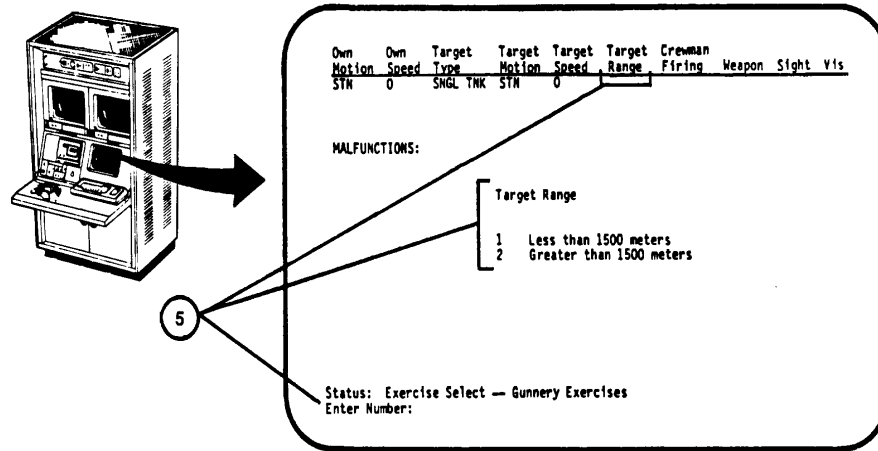 Own Own Target Target Target Target Crewman
Motion Speed Type Motion Speed Range Firing Weapon Sight Vis
STN 0 SNGL TNK STN 0
MALFUNCTIONS:
Target Range
1 Less than 1500 meters
2 Greater than 1500 meters
5
Status: Exercise Select — Gunnery Exercises
Enter Number: